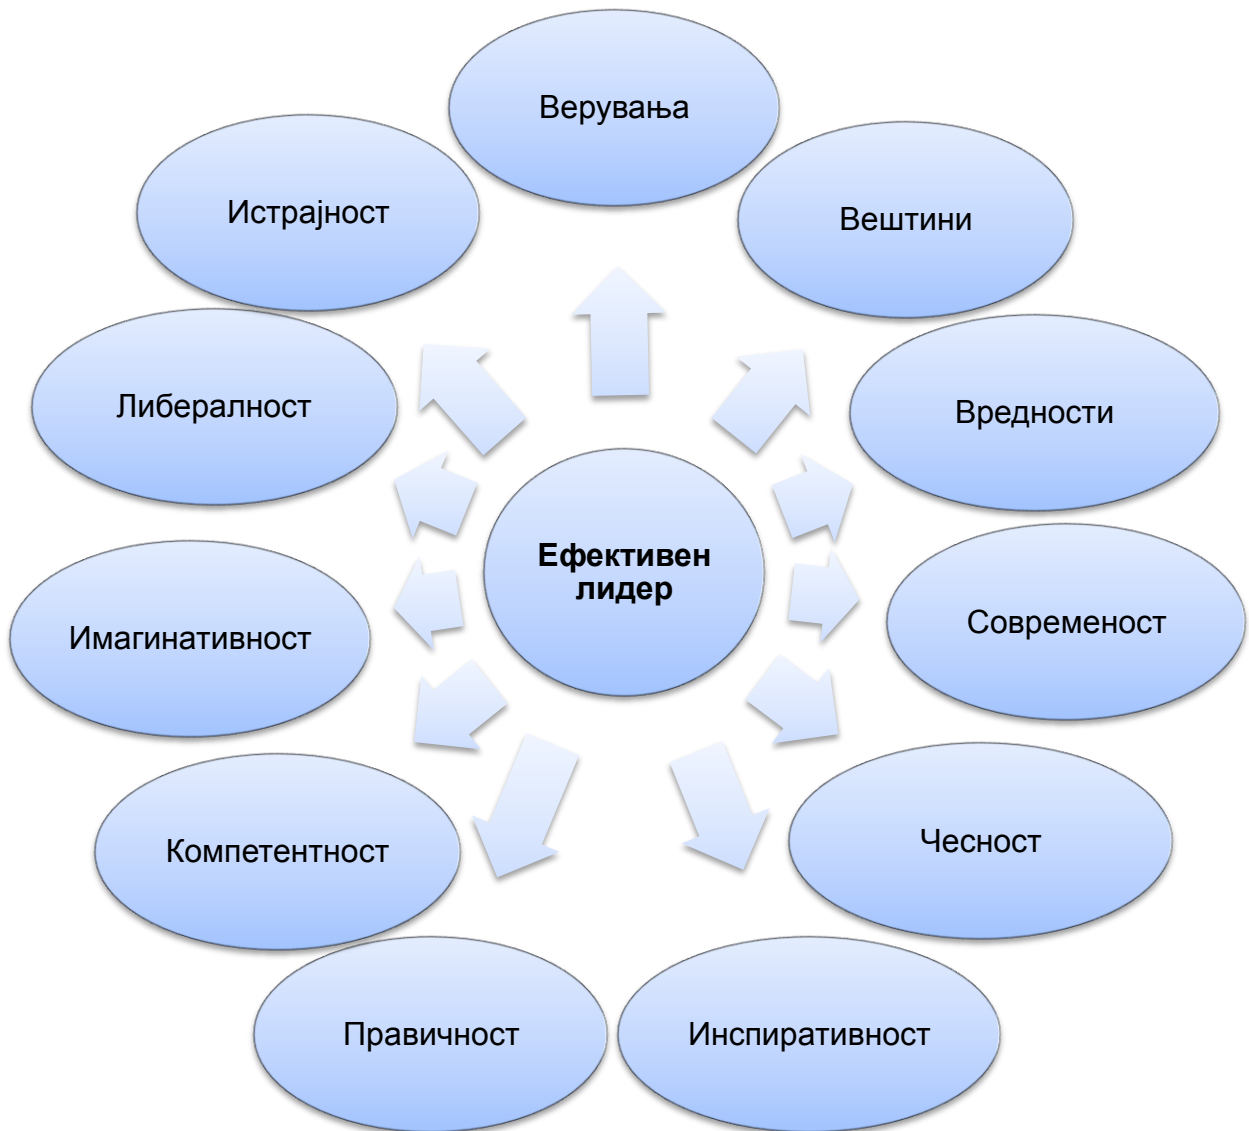 Верувања
Вештини
Вредности
Современост
Чесност
Инспиративност
Правичност
Компетентност
Имагинативност
Либералност
Истрајност
Ефективен
лидер